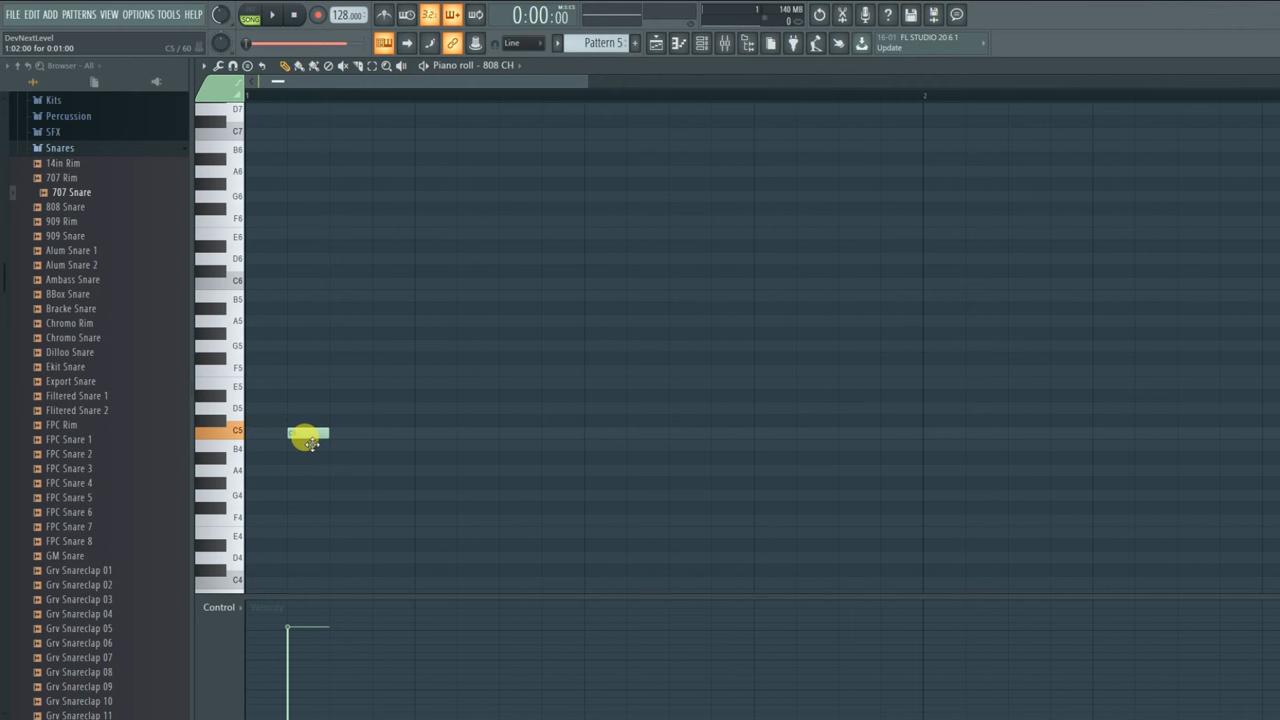 FILE EDIT ADD PATTERNS VIEW OPTIONS TOOLS HELP
SONG
128.000
3.2:
0:00:00
M:S:CS
1
140 MB
0
DevNextLevel
1:02:00 for 0:01:00
C5 / 60
Line
Pattern 5
16-01 FL STUDIO 20.6.1
Update
Browser - All
Piano roll - 808 CH
Kits
Percussion
SFX
Snares
14in Rim
707 Rim
707 Snare
808 Snare
909 Rim
909 Snare
Alum Snare 1
Alum Snare 2
Ambass Snare
BBox Snare
Bracke Snare
Chromo Rim
Chromo Snare
Dilloo Snare
Ekit Snare
Export Snare
Filtered Snare 1
Flitered Snare 2
FPC Rim
FPC Snare 1
FPC Snare 2
FPC Snare 3
FPC Snare 4
FPC Snare 5
FPC Snare 6
FPC Snare 7
FPC Snare 8
GM Snare
Grv Snareclap 01
Grv Snareclap 02
Grv Snareclap 03
Grv Snareclap 04
Grv Snareclap 05
Grv Snareclap 06
Grv Snareclap 07
Grv Snareclap 08
Grv Snareclap 09
Grv Snareclap 10
Grv Snareclap 11
1
2
D7
C7
B6
A6
G6
F6
E6
D6
C6
B5
A5
G5
F5
E5
D5
C5
B4
A4
G4
F4
E4
D4
C4
Control
Velocity